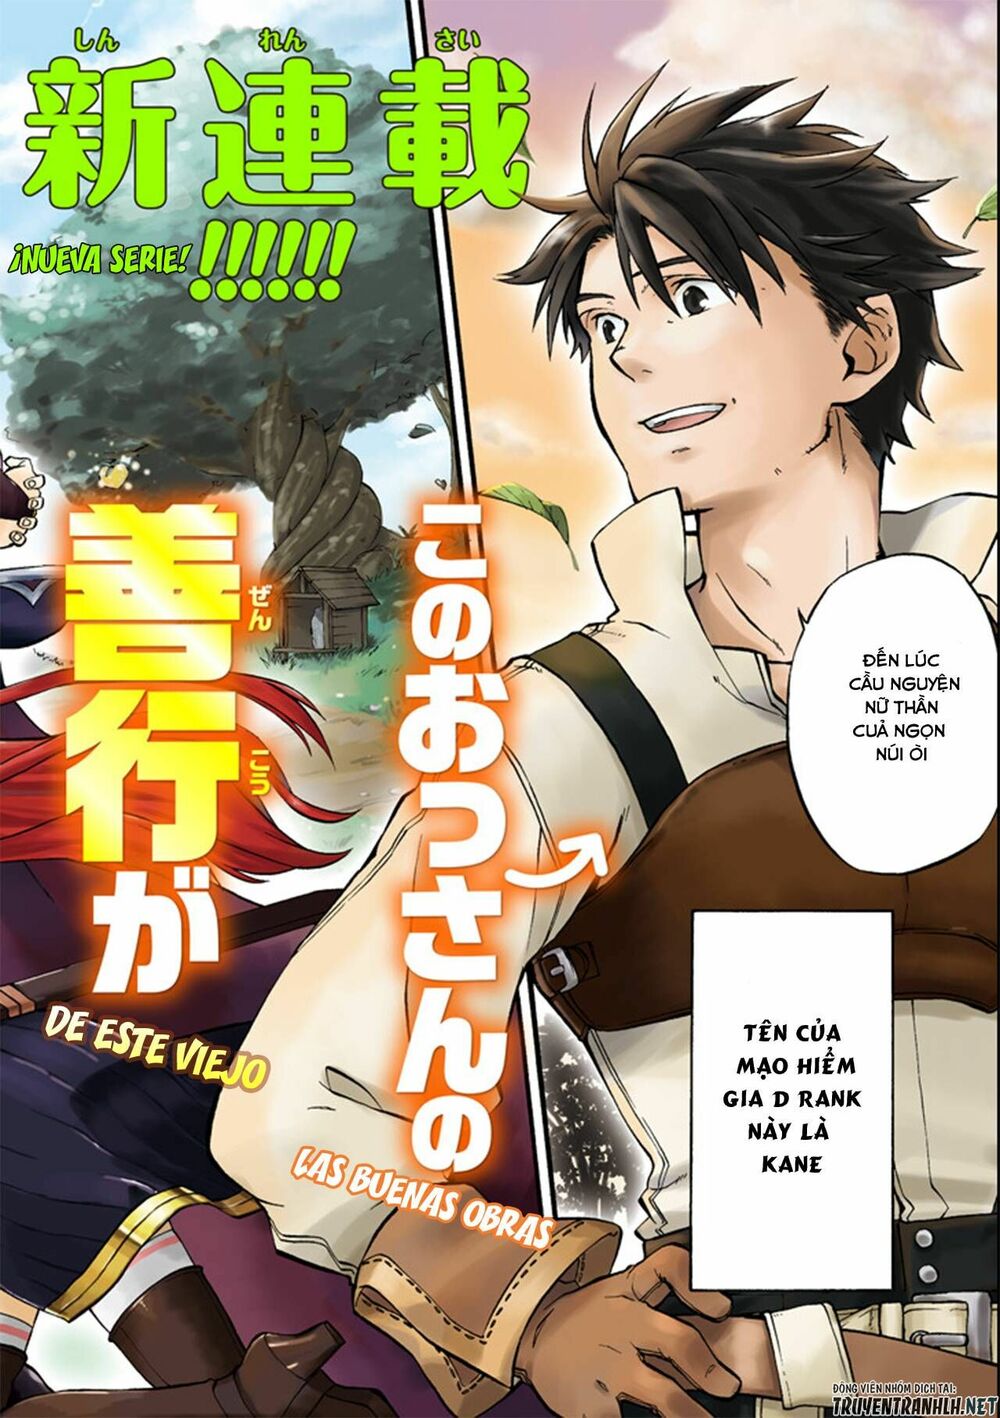 しん れん さい
新連載
¡NUEVA SERIE! !!!!!!
このおっさんの
善行が
ぜん
こう
DE ESTE VIEJO
LAS BUENAS OBRAS
ĐẾN LÚC
CẦU NGUYỆN
NỮ THẦN
CUẢ NGỌN
NÚI ÒI
TÊN CỦA
MẠO HIỂM
GIA D RANK
NÀY LÀ
KANE
ĐỘNG VIÊN NHÓM DỊCH TẠI:
TRUYENTRANHLH.NET